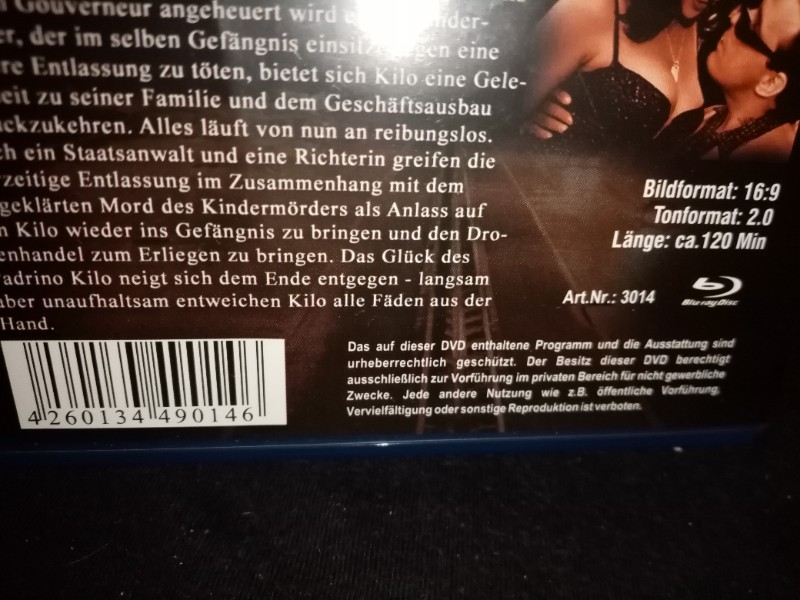 Gouverneur angeheuert wird
der im selben Gefängnis eine
Entlassung zu töten, bietet sich Kilo eine Gele-
zu seiner Familie und dem Geschäftsausbau
Alles läuft von nun an reibungslos.
ein Staatsanwalt und eine Richterin greifen die
zeitige Entlassung im Zusammenhang mit dem
geklärten Mord des Kindermörders als Anlass auf
Kilo wieder ins Gefängnis zu bringen und den Dro-
enhandel zum Erliegen zu bringen. Das Glück des
adrino Kilo neigt sich dem Ende entgegen - langsam
aber unaufhaltsam entweichen Kilo alle Fäden aus der
Hand.
Bildformat: 16:9
Tonformat: 2.0
Länge: ca.120 Min
Art.Nr.: 3014
Blu-ray Disc
Das auf dieser DVD enthaltene Programm und die Ausstattung sind
urheberrechtlich geschützt. Der Besitz dieser DVD berechtigt
ausschließlich zur Vorführung im privaten Bereich für nicht gewerbliche
Zwecke. Jede andere Nutzung wie z.B. öffentliche Vorführung,
Vervielfältigung oder sonstige Reproduktion ist verboten.
4 260134 490146